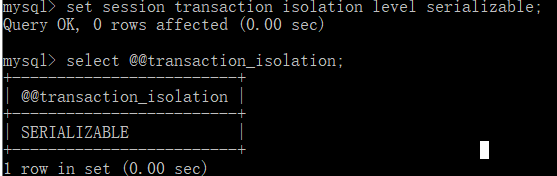 mysql> set session transaction isolation level serializable;
Query OK, 0 rows affected (0.00 sec)
mysql> select @@transaction_isolation;
+-------------------------+
| @@transaction_isolation |
+-------------------------+
| SERIALIZABLE            |
+-------------------------+
1 row in set (0.00 sec)